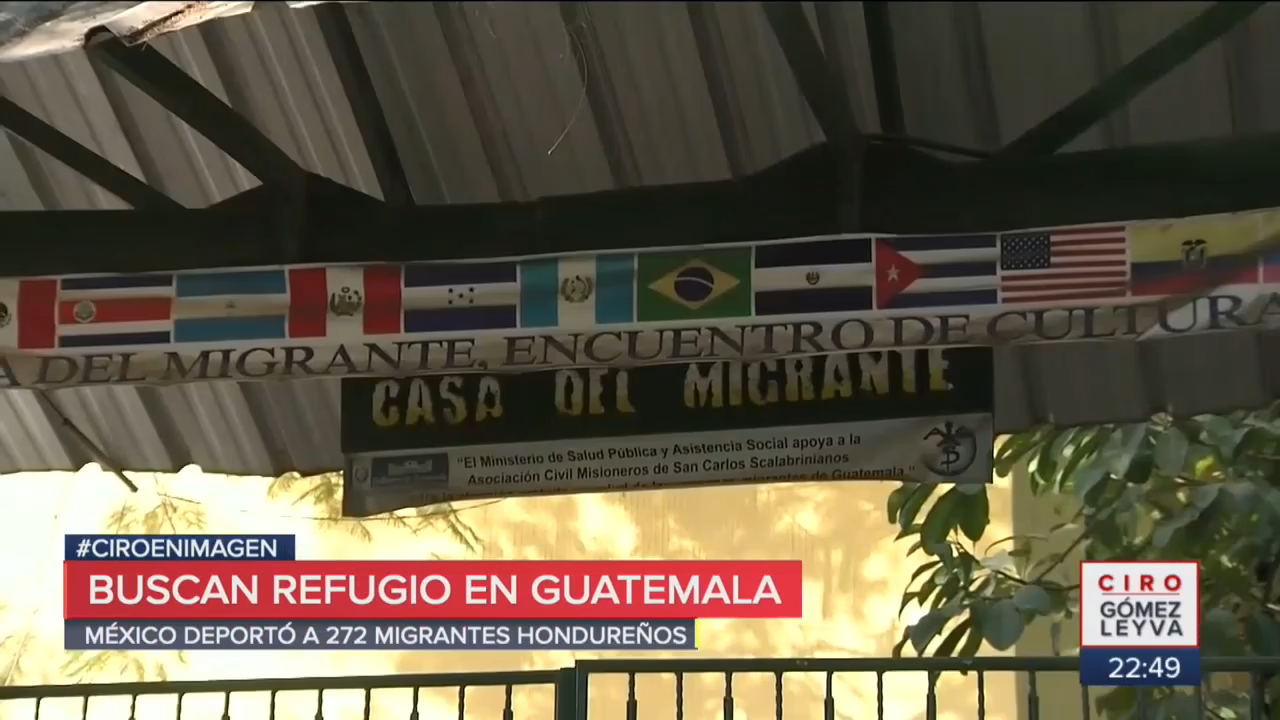 DEL MIGRANTE, ENCUENTRO DE CULTURA
CASA DEL MIGRANTE
"El Ministerio de Salud Pública y Asistencia Social apoya a la
Asociación Civil Misioneros de San Carlos Scalabrinianos
migrantes de Guatemala."
#CIROENIMAGEN
BUSCAN REFUGIO EN GUATEMALA
MÉXICO DEPORTÓ A 272 MIGRANTES HONDUREÑOS
CIRO
GÓMEZ
LEYVA
22:49